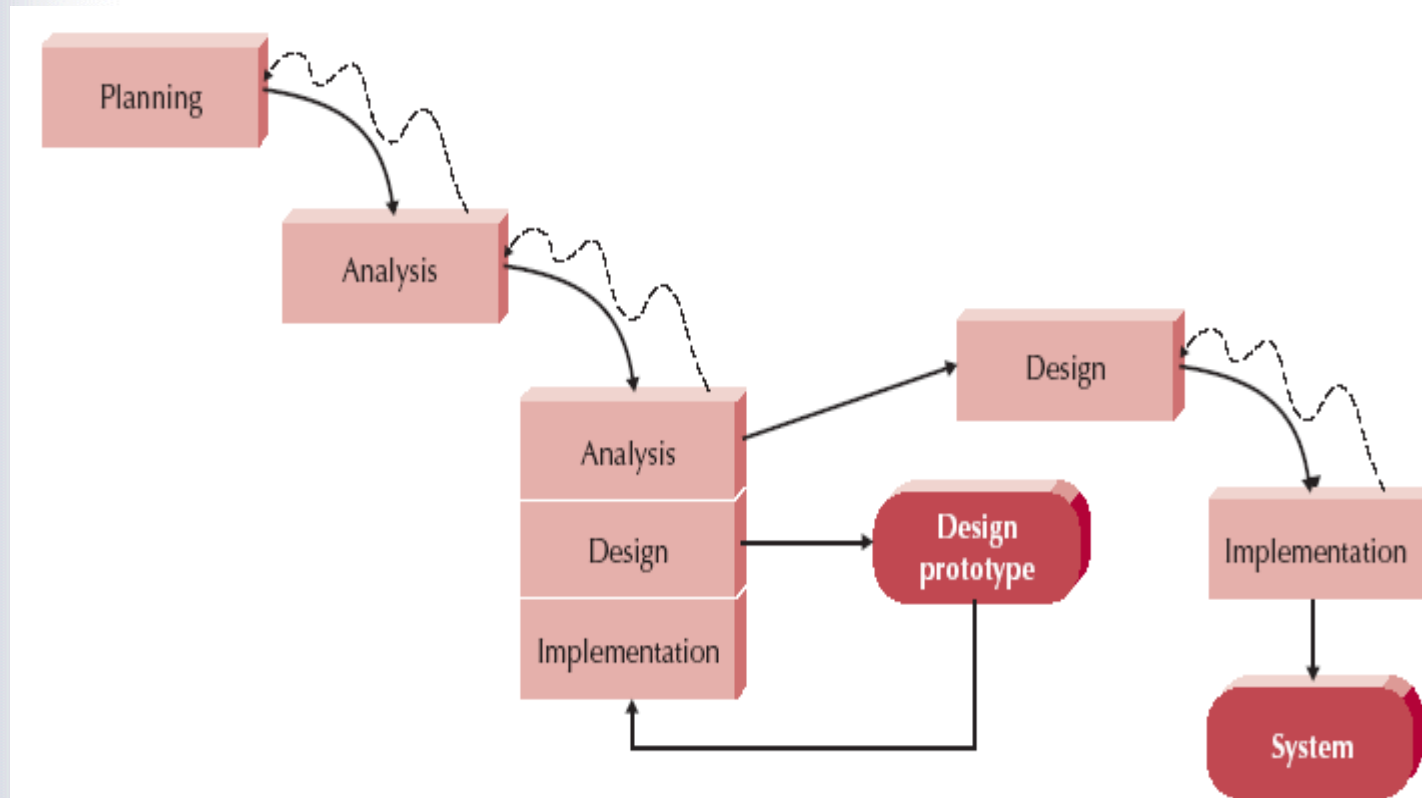 Planning
Analysis
Analysis
Design
Implementation
Design
prototype
Design
Implementation
System